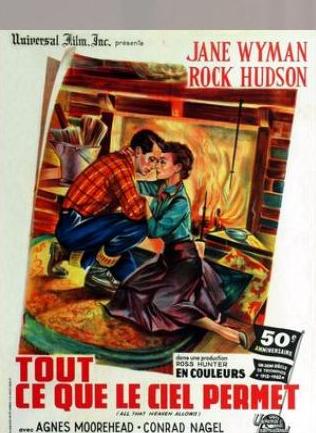 Universal Film, Inc. présente
JANE WYMAN
ROCK HUDSON
50e
ANNIVERSAIRE
dans une production
ROSS HUNTER
EN COULEURS
TOUT
CE QUE LE CIEL PERMET
(ALL THAT HEAVEN ALLOWS)
avec AGNES MOOREHEAD • CONRAD NAGEL